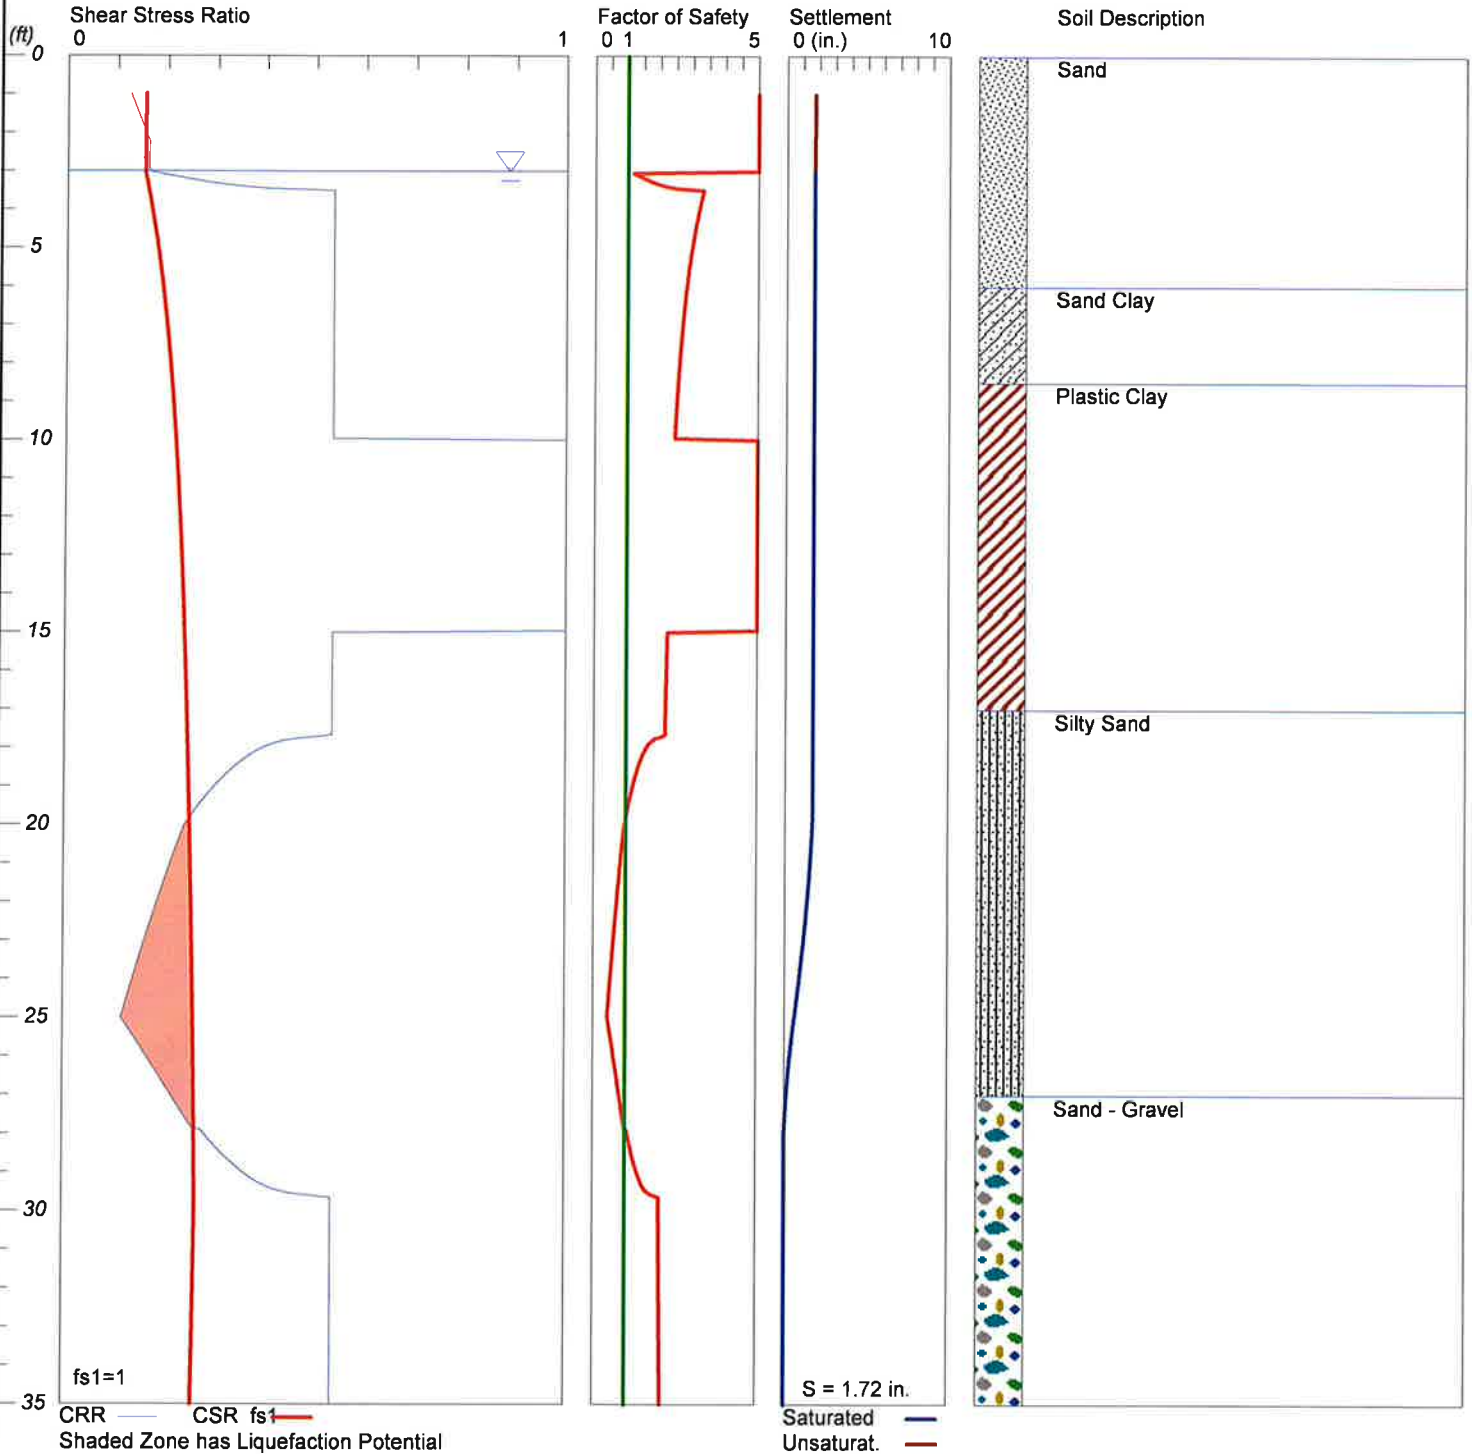 Shear Stress Ratio Factor of Safety Settlement Soil Description
(ft) 0 1 0 1 5 0 (in.) 10
0
Sand
5
Sand Clay
Plastic Clay
10
15
Silty Sand
20
25
Sand - Gravel
30
fs1=1
S = 1.72 in.
35
CRR CSR fs1
Saturated
Shaded Zone has Liquefaction Potential
Unsaturat.